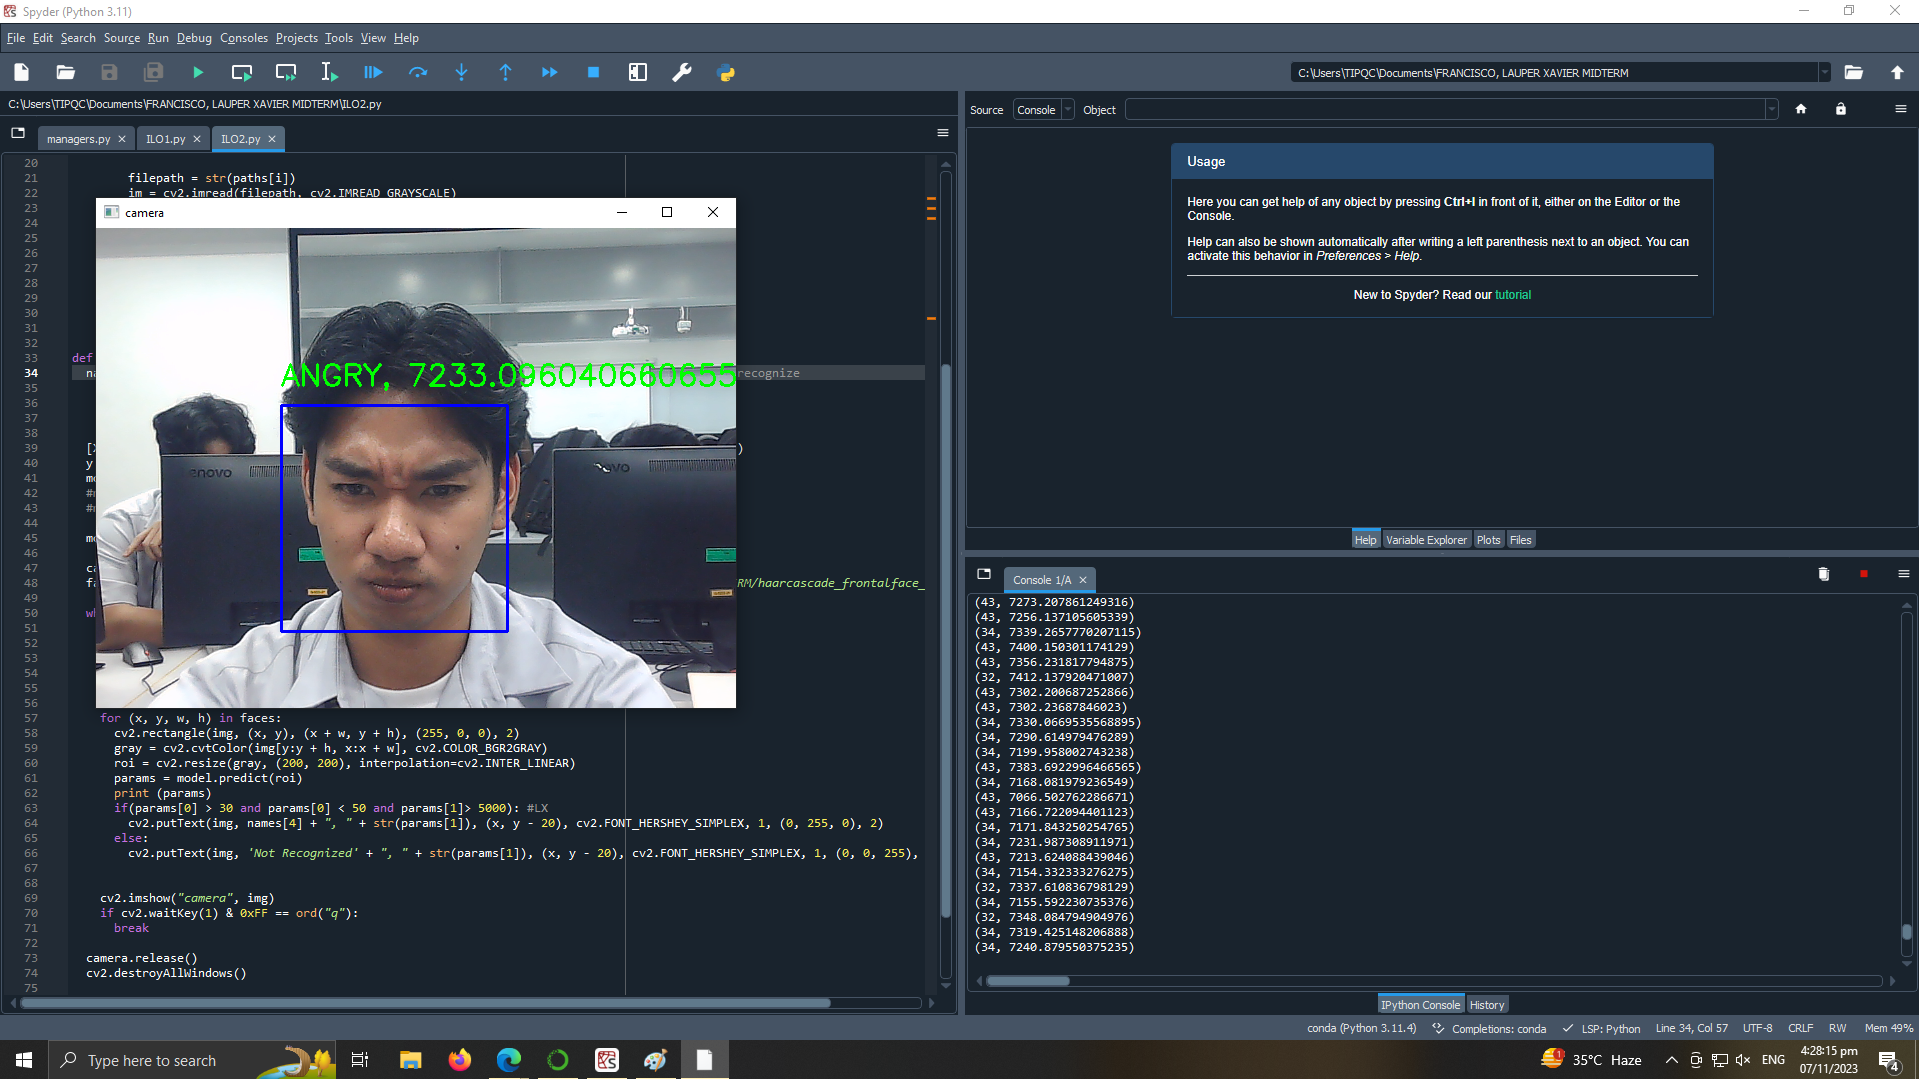 Spyder (Python 3.11)
File Edit Search Source Run Debug Consoles Projects Tools View Help
C:\Users\TIPQC\Documents\FRANCISCO, LAUPER XAVIER MIDTERM
C:\Users\TIPQC\Documents\FRANCISCO, LAUPER XAVIER MIDTERM\ILO2.py
managers.py ILO1.py ILO2.py
20
21 filepath = str(paths[i])
22 im = cv2.imread(filepath, cv2.IMREAD_GRAYSCALE)
23
24
25
26
27
28
29
30
31
32
33 def
34 na recognize
35
36
37
38
39 [X )
40 y
41 mo
42 #m
43 #m
44
45 mo
46
47 ca
48 fa RM/haarcascade_frontalface_
49
50 wh
51
52
53
54
55
56
57 for (x, y, w, h) in faces:
58 cv2.rectangle(img, (x, y), (x + w, y + h), (255, 0, 0), 2)
59 gray = cv2.cvtColor(img[y:y + h, x:x + w], cv2.COLOR_BGR2GRAY)
60 roi = cv2.resize(gray, (200, 200), interpolation=cv2.INTER_LINEAR)
61 params = model.predict(roi)
62 print (params)
63 if(params[0] > 30 and params[0] < 50 and params[1]> 5000): #LX
64 cv2.putText(img, names[4] + ", " + str(params[1]), (x, y - 20), cv2.FONT_HERSHEY_SIMPLEX, 1, (0, 255, 0), 2)
65 else:
66 cv2.putText(img, 'Not Recognized' + ", " + str(params[1]), (x, y - 20), cv2.FONT_HERSHEY_SIMPLEX, 1, (0, 0, 255),
67
68
69 cv2.imshow("camera", img)
70 if cv2.waitKey(1) & 0xFF == ord("q"):
71 break
72
73 camera.release()
74 cv2.destroyAllWindows()
75
camera
ANGRY, 7233.096040660655
enovo
novo
Source Console Object
Usage
Here you can get help of any object by pressing Ctrl+I in front of it, either on the Editor or the
Console.
Help can also be shown automatically after writing a left parenthesis next to an object. You can
activate this behavior in Preferences > Help.
New to Spyder? Read our tutorial
Help Variable Explorer Plots Files
Console 1/A
(43, 7273.207861249316)
(43, 7256.137105605339)
(34, 7339.2657770207115)
(43, 7400.150301174129)
(43, 7356.231817794875)
(32, 7412.137920471007)
(43, 7302.200687252866)
(43, 7302.23687846023)
(34, 7330.0669535568895)
(34, 7290.614979476289)
(34, 7199.958002743238)
(43, 7383.6922996466565)
(34, 7168.081979236549)
(43, 7066.502762286671)
(43, 7166.722094401123)
(34, 7171.843250254765)
(34, 7231.987308911971)
(43, 7213.624088439046)
(34, 7154.332333276275)
(32, 7337.610836798129)
(34, 7155.592230735376)
(32, 7348.084794904976)
(34, 7319.425148206888)
(34, 7240.879550375235)
IPython Console History
conda (Python 3.11.4) Completions: conda LSP: Python Line 34, Col 57 UTF-8 CRLF RW Mem 49%
Type here to search
1 35°C Haze ENG 4:28:15 pm
07/11/2023 4